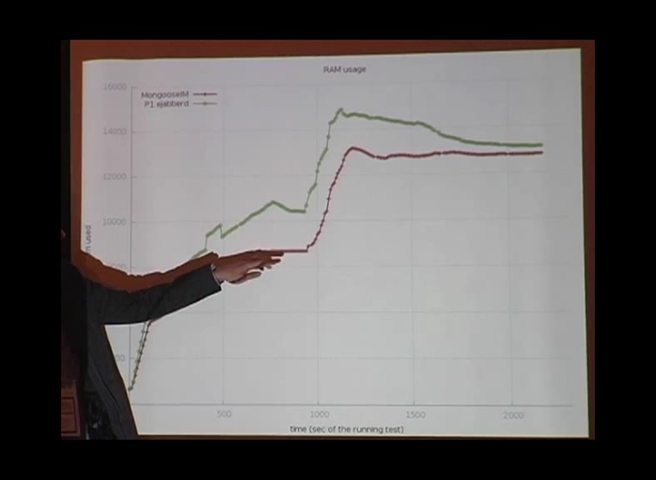 RAM usage
16000
MongooseIM
P1 ejabberd
14000
12000
10000
500
1000
1500
2000
time (sec of the running test)